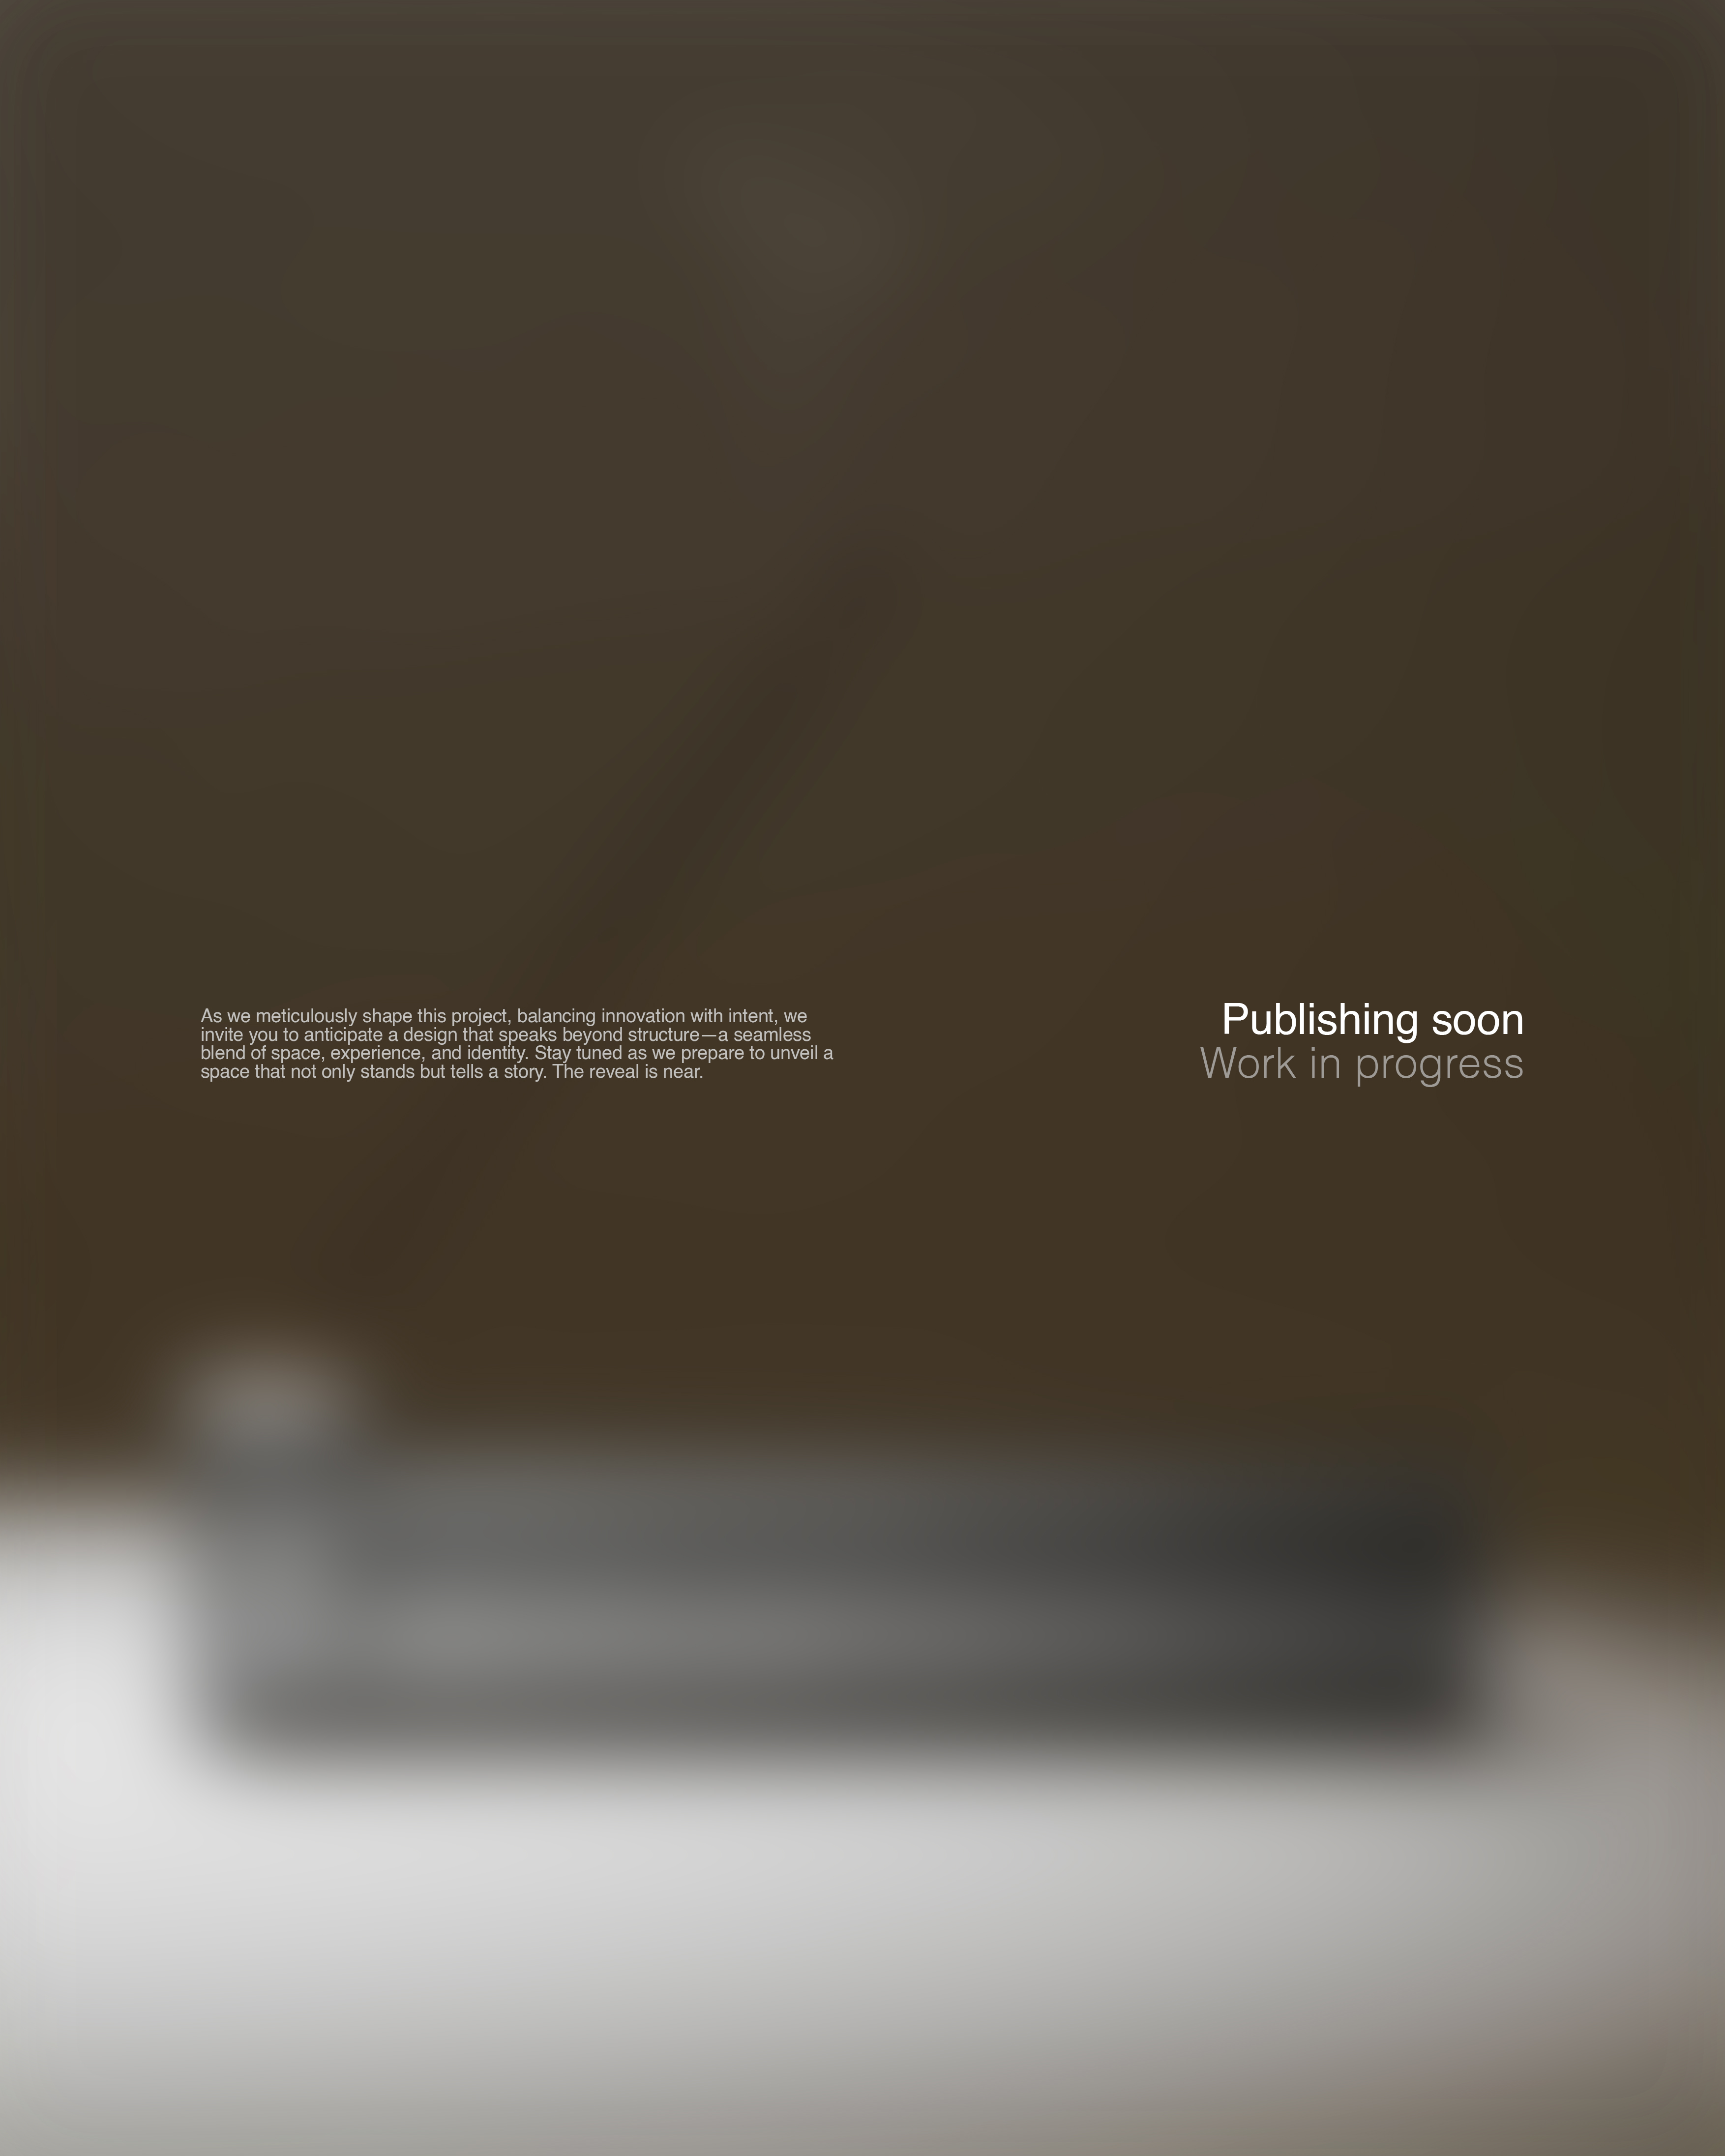 As we meticulously shape this project, balancing innovation with intent, we
invite you to anticipate a design that speaks beyond structure—a seamless
blend of space, experience, and identity. Stay tuned as we prepare to unveil a
space that not only stands but tells a story. The reveal is near.
Publishing soon
Work in progress